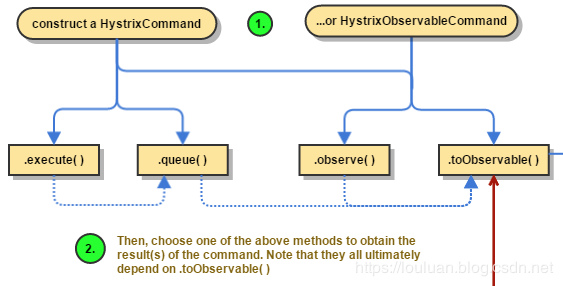 construct a HystrixCommand
1.
...or HystrixObservableCommand
.execute( )
.queue( )
.observe( )
.toObservable( )
2.
Then, choose one of the above methods to obtain the
result(s) of the command. Note that they all ultimately
depend on .toObservable( )
https://louluan.blog.csdn.net